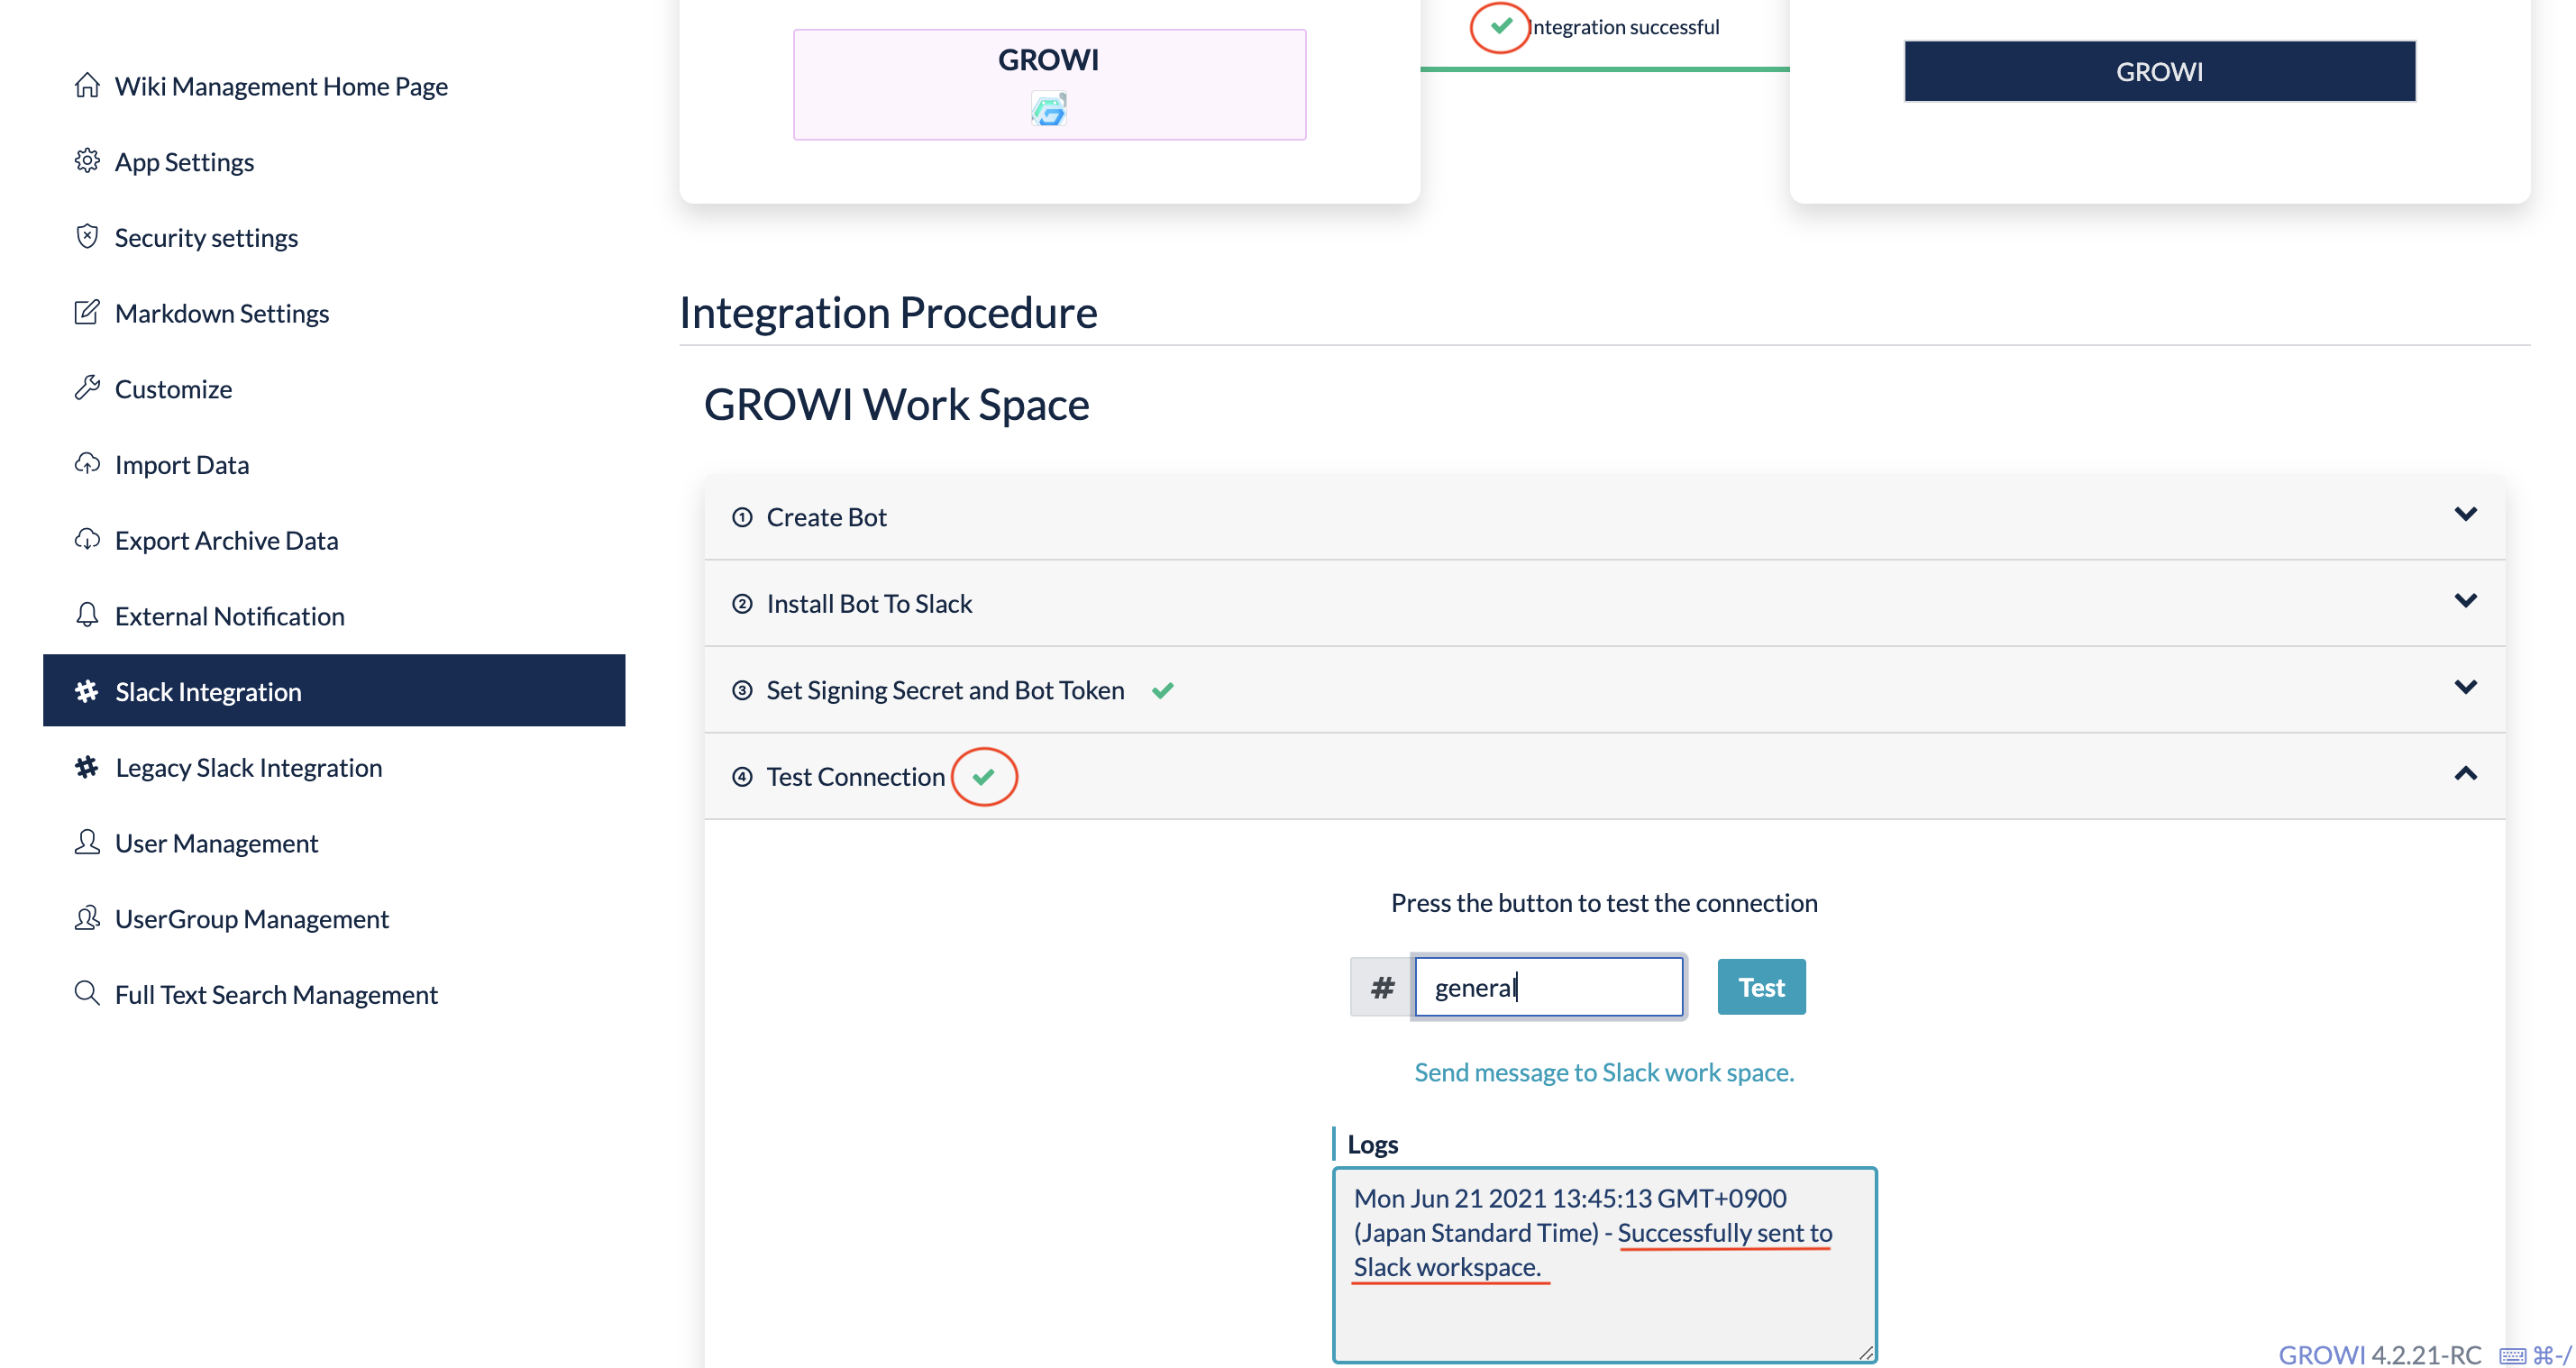 Wiki Management Home Page
App Settings
Security settings
Markdown Settings
Customize
Import Data
Export Archive Data
External Notification
Slack Integration
Legacy Slack Integration
User Management
UserGroup Management
Full Text Search Management
GROWI
Integration successful
GROWI
Integration Procedure
GROWI Work Space
① Create Bot
② Install Bot To Slack
③ Set Signing Secret and Bot Token
④ Test Connection
Press the button to test the connection
# general
Test
Send message to Slack work space.
Logs
Mon Jun 21 2021 13:45:13 GMT+0900
(Japan Standard Time) - Successfully sent to
Slack workspace.
GROWI 4.2.21-RC ⌘-/